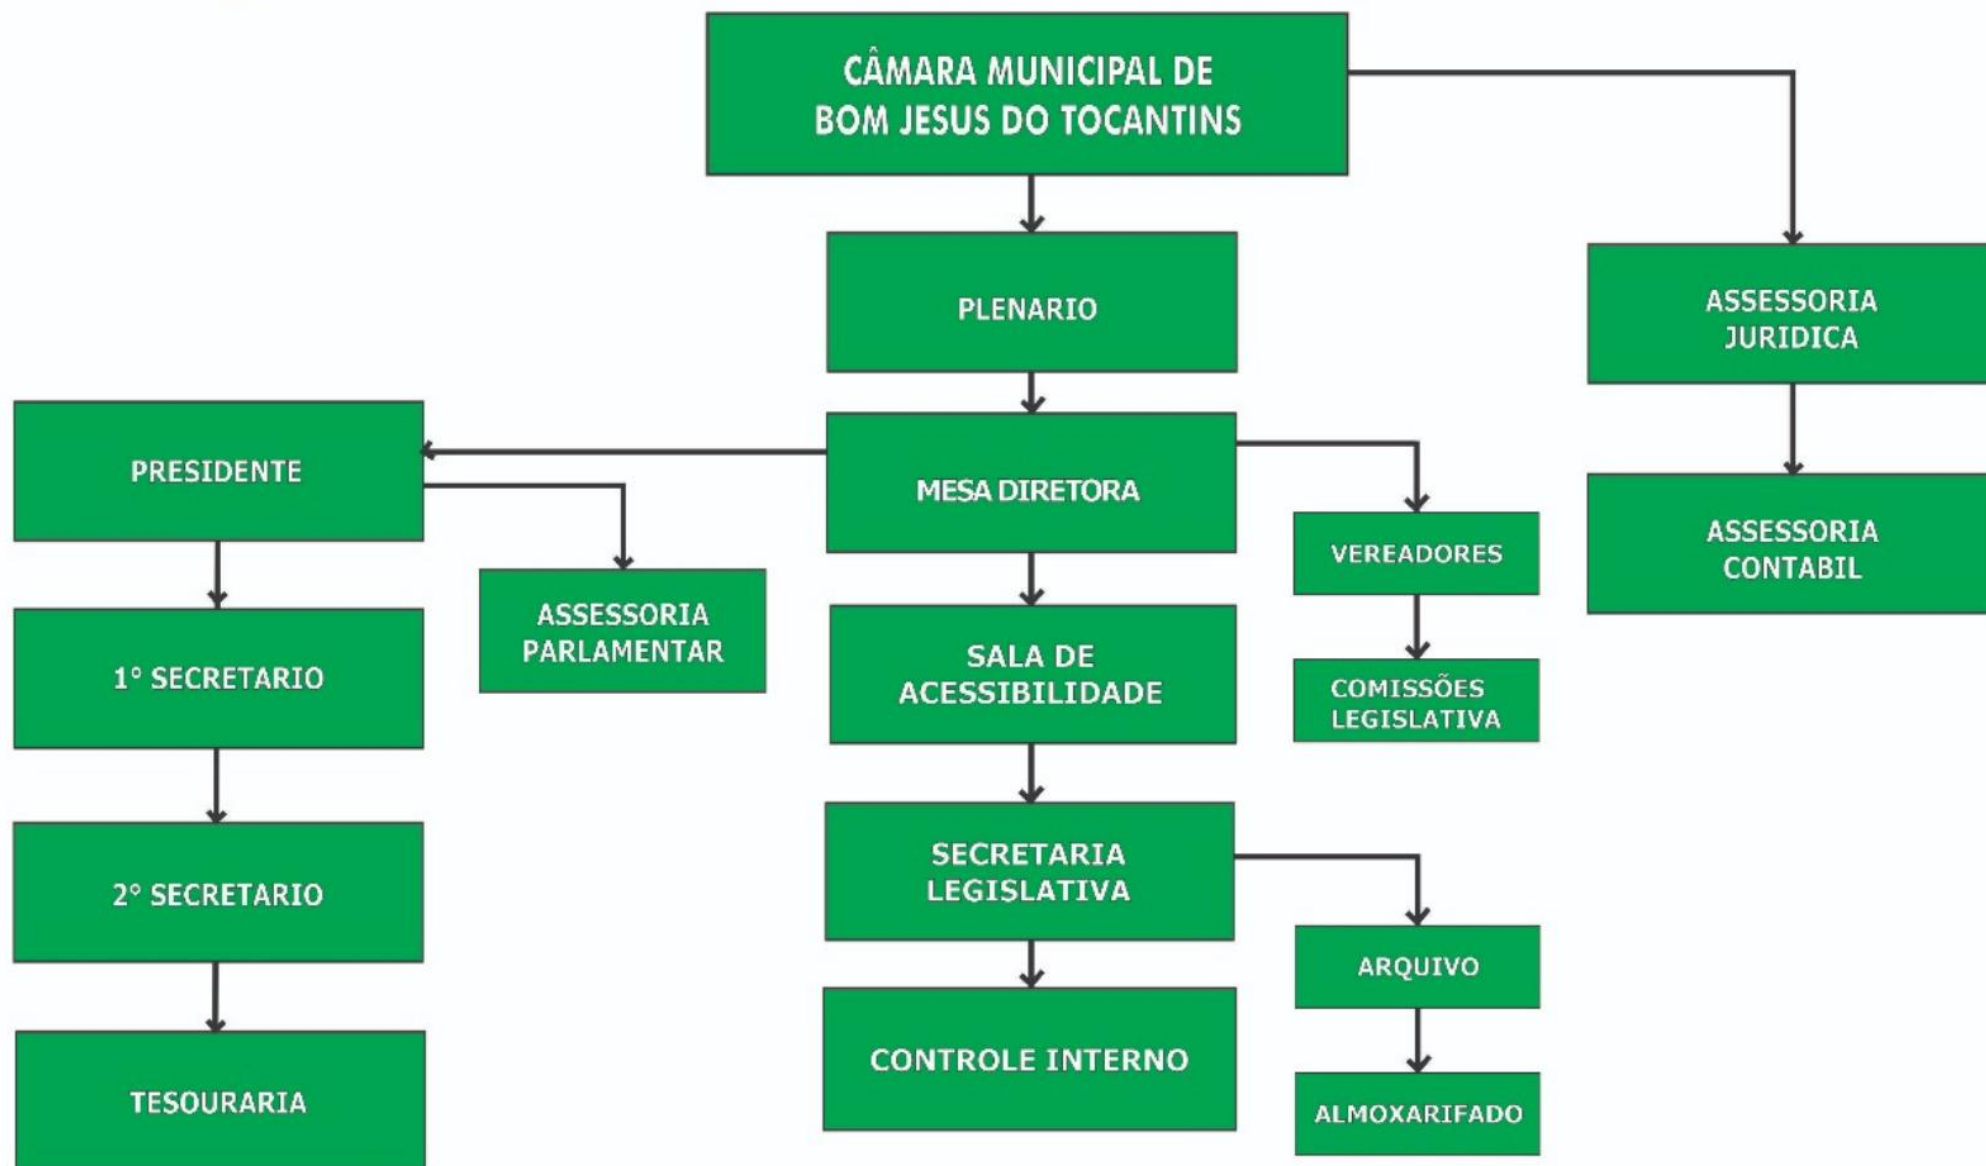 CÂMARA MUNICIPAL DE
BOM JESUS DO TOCANTINS
PLENARIO
ASSESSORIA
JURIDICA
PRESIDENTE
MESA DIRETORA
VEREADORES
ASSESSORIA
CONTABIL
ASSESSORIA
PARLAMENTAR
1° SECRETARIO
SALA DE
ACESSIBILIDADE
COMISSÕES
LEGISLATIVA
2° SECRETARIO
SECRETARIA
LEGISLATIVA
ARQUIVO
TESOURARIA
CONTROLE INTERNO
ALMOXARIFADO